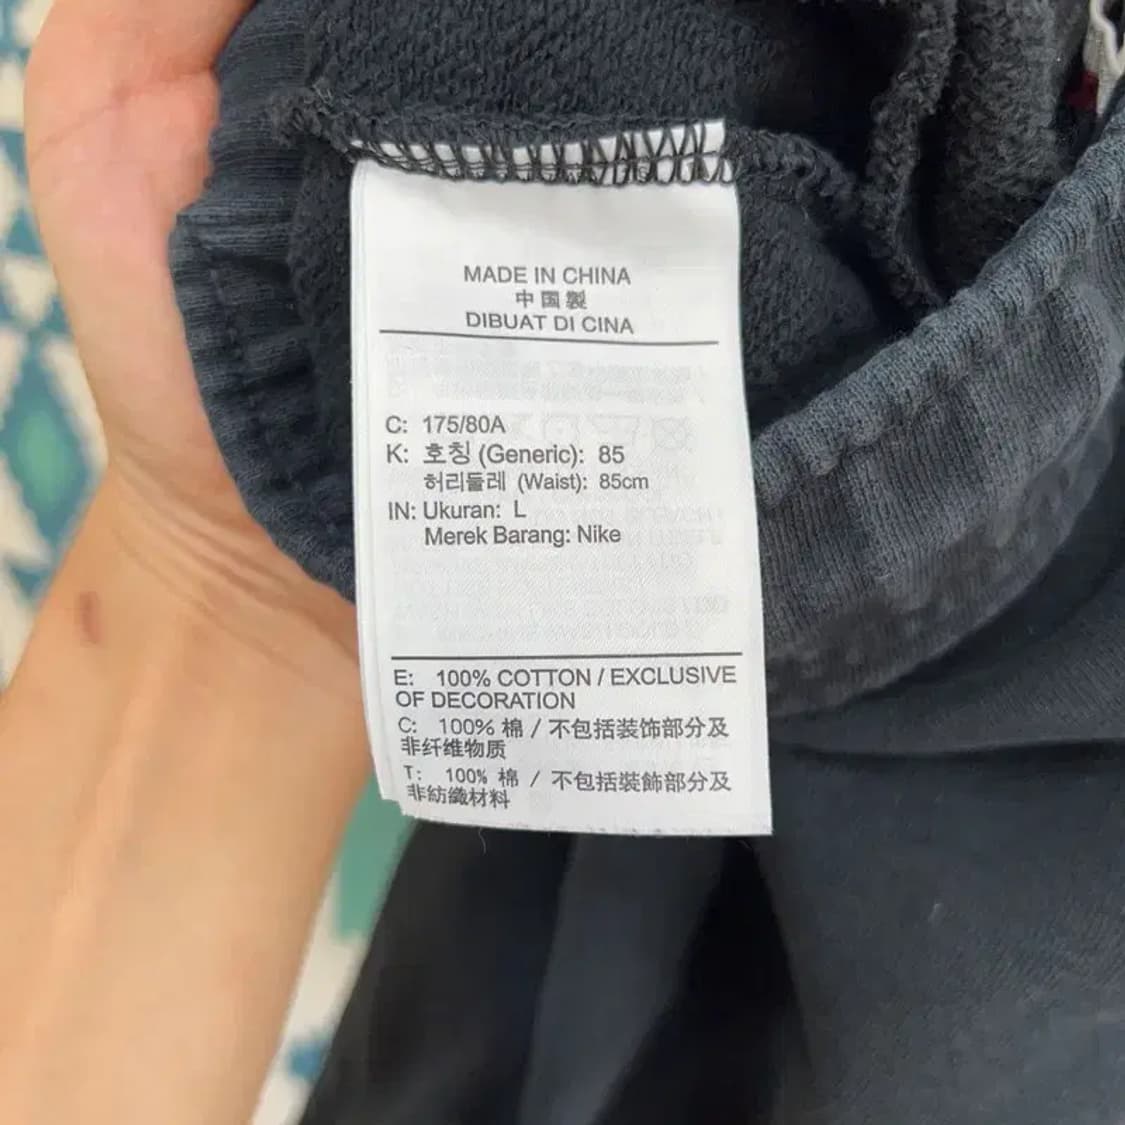 MADE IN CHINA
中国製
DIBUAT DI CINA
C: 175/80A
K: 호칭 (Generic): 85
허리둘레 (Waist): 85cm
IN: Ukuran: L
Merek Barang: Nike
E: 100% COTTON / EXCLUSIVE
OF DECORATION
C: 100% 棉 / 不包括装饰部分及
非纤维物质
T: 100% 棉 / 不包括裝飾部分及
非紡織材料